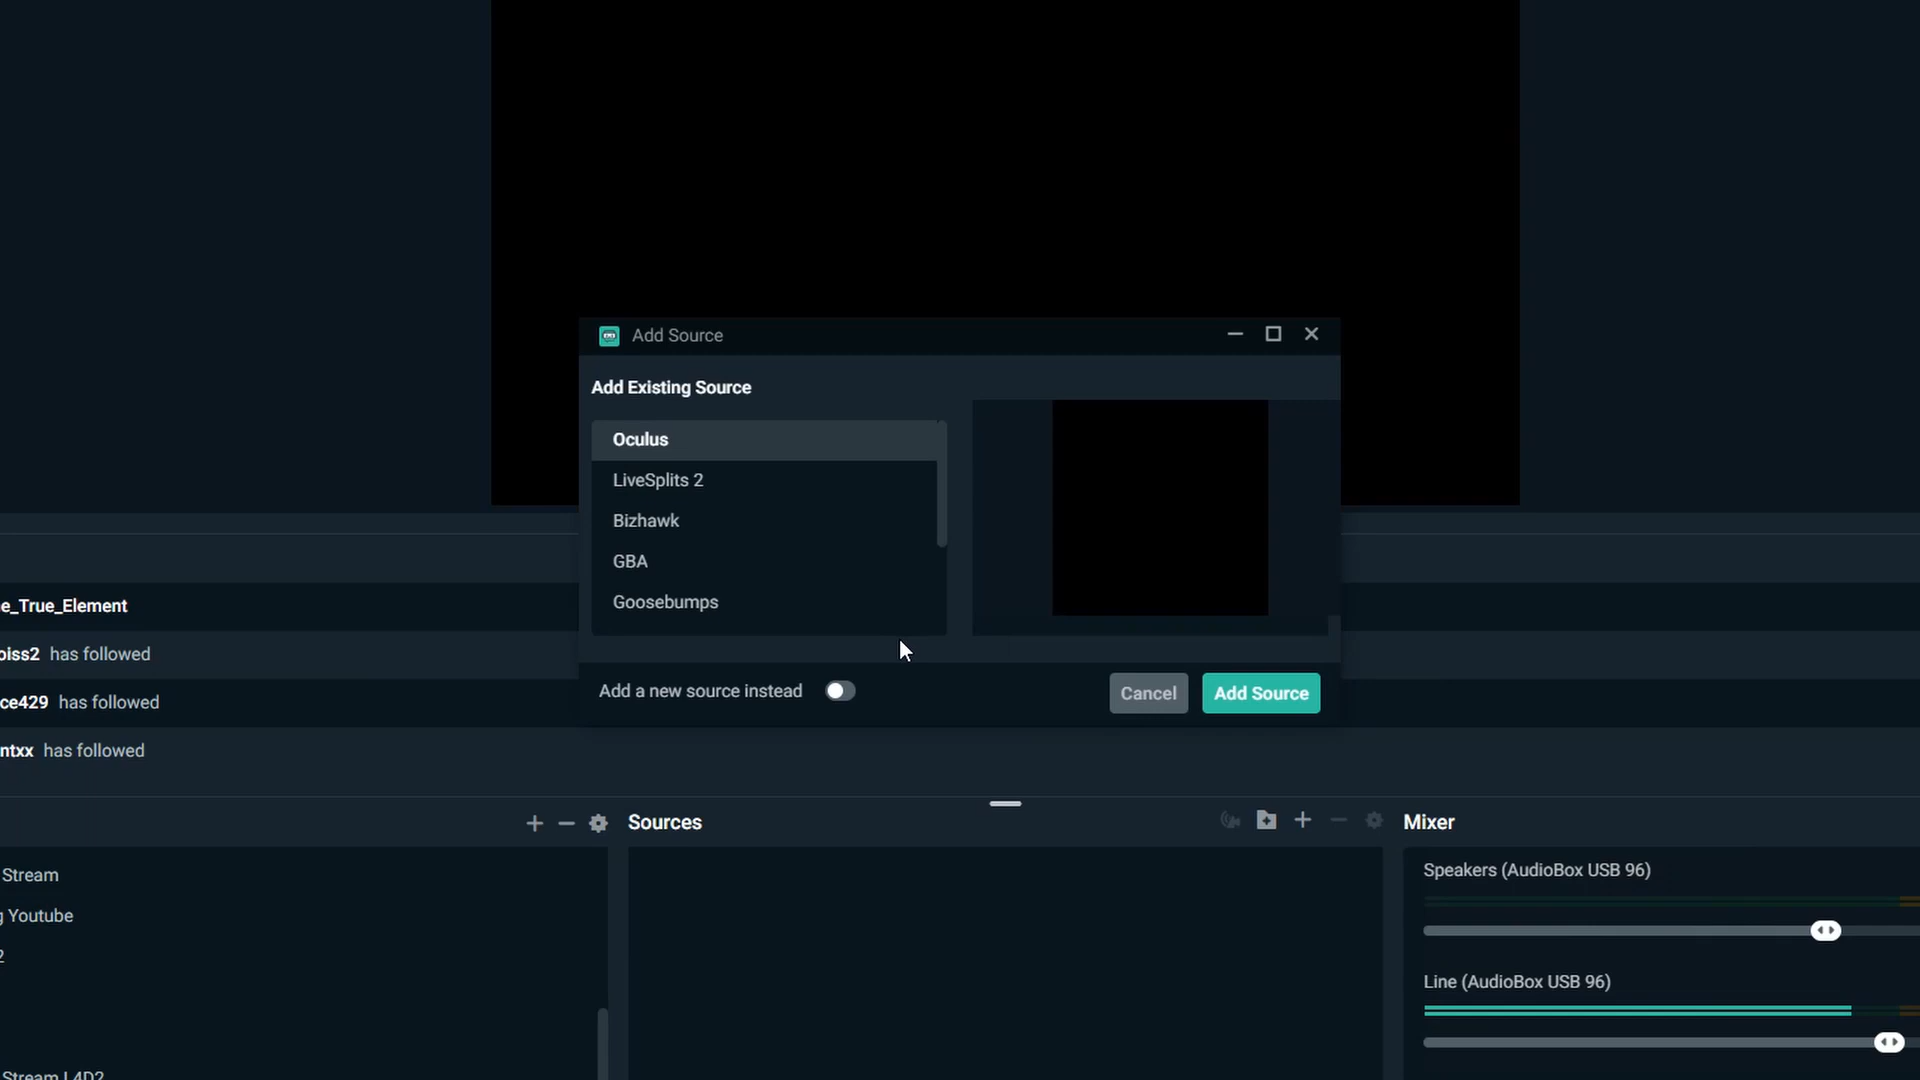 Add Source
Add Existing Source
Oculus
LiveSplits 2
Bizhawk
GBA
Goosebumps
Add a new source instead
Cancel
Add Source
e_True_Element
oiss2 has followed
ce429 has followed
ntxx has followed
Sources
Mixer
Stream
g Youtube
2
Stream L4D2
Speakers (AudioBox USB 96)
Line (AudioBox USB 96)